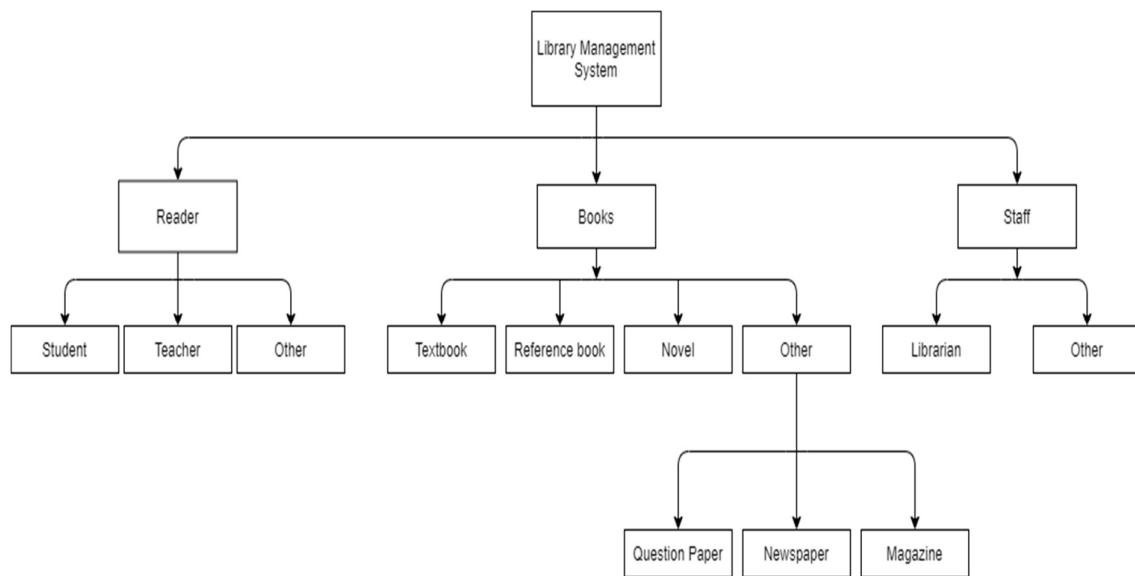 Library Management
System
Reader
Books
Staff
Student
Teacher
Other
Textbook
Reference book
Novel
Other
Librarian
Other
Question Paper
Newspaper
Magazine